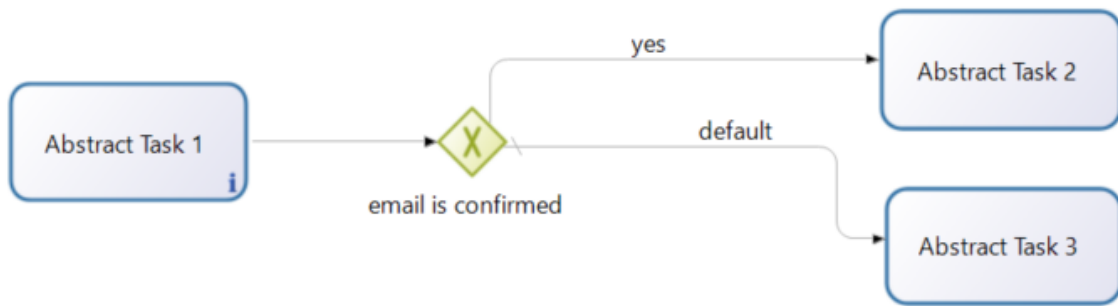 yes
Abstract Task 2
Abstract Task 1
i
X
default
email is confirmed
Abstract Task 3